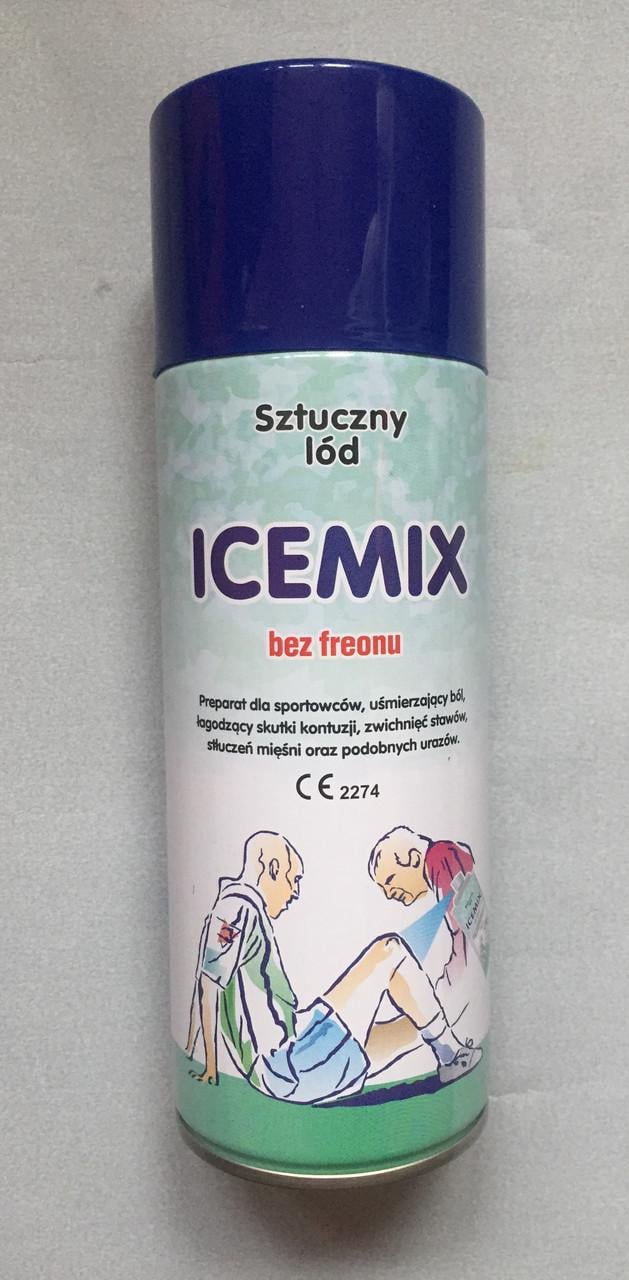 Sztuczny
lód
ICEMIX
bez freonu
Preparat dla sportowców, uśmierzający ból,
łagodzący skutki kontuzji, zwichnięć stawów,
stłuczeń mięśni oraz podobnych urazów.
CE 2274
ICEMIX